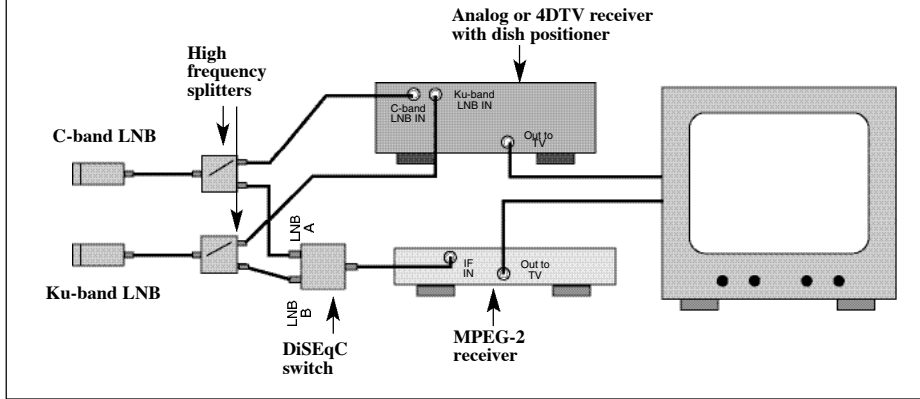 Analog or 4DTV receiver
with dish positioner
High
frequency
splitters
C-band
LNB IN
Ku-band
LNB IN
Out to
TV
C-band LNB
LNB
A
Ku-band LNB
LNB
B
IF
IN
Out to
TV
DiSEqC
switch
MPEG-2
receiver